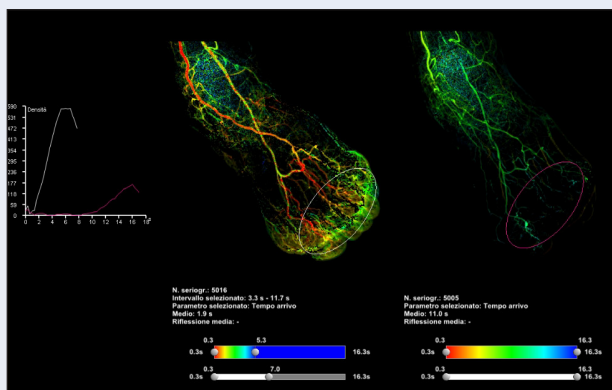 590
Densità
531
472
413
354
295
236
177
118
59
0
0 2 4 6 8 10 12 14 16 18
N. seriogr.: 5016
Intervallo selezionato: 3.3 s - 11.7 s
Parametro selezionato: Tempo arrivo
Medio: 1.9 s
Riflessione media: -
0.3 5.3
0.3s 16.3s
7.0
0.3 16.3s
N. seriogr.: 5005
Parametro selezionato: Tempo arrivo
Medio: 11.0 s
Riflessione media: -
0.3 16.3
0.3s 16.3s
0.3 16.3
0.3s 16.3s